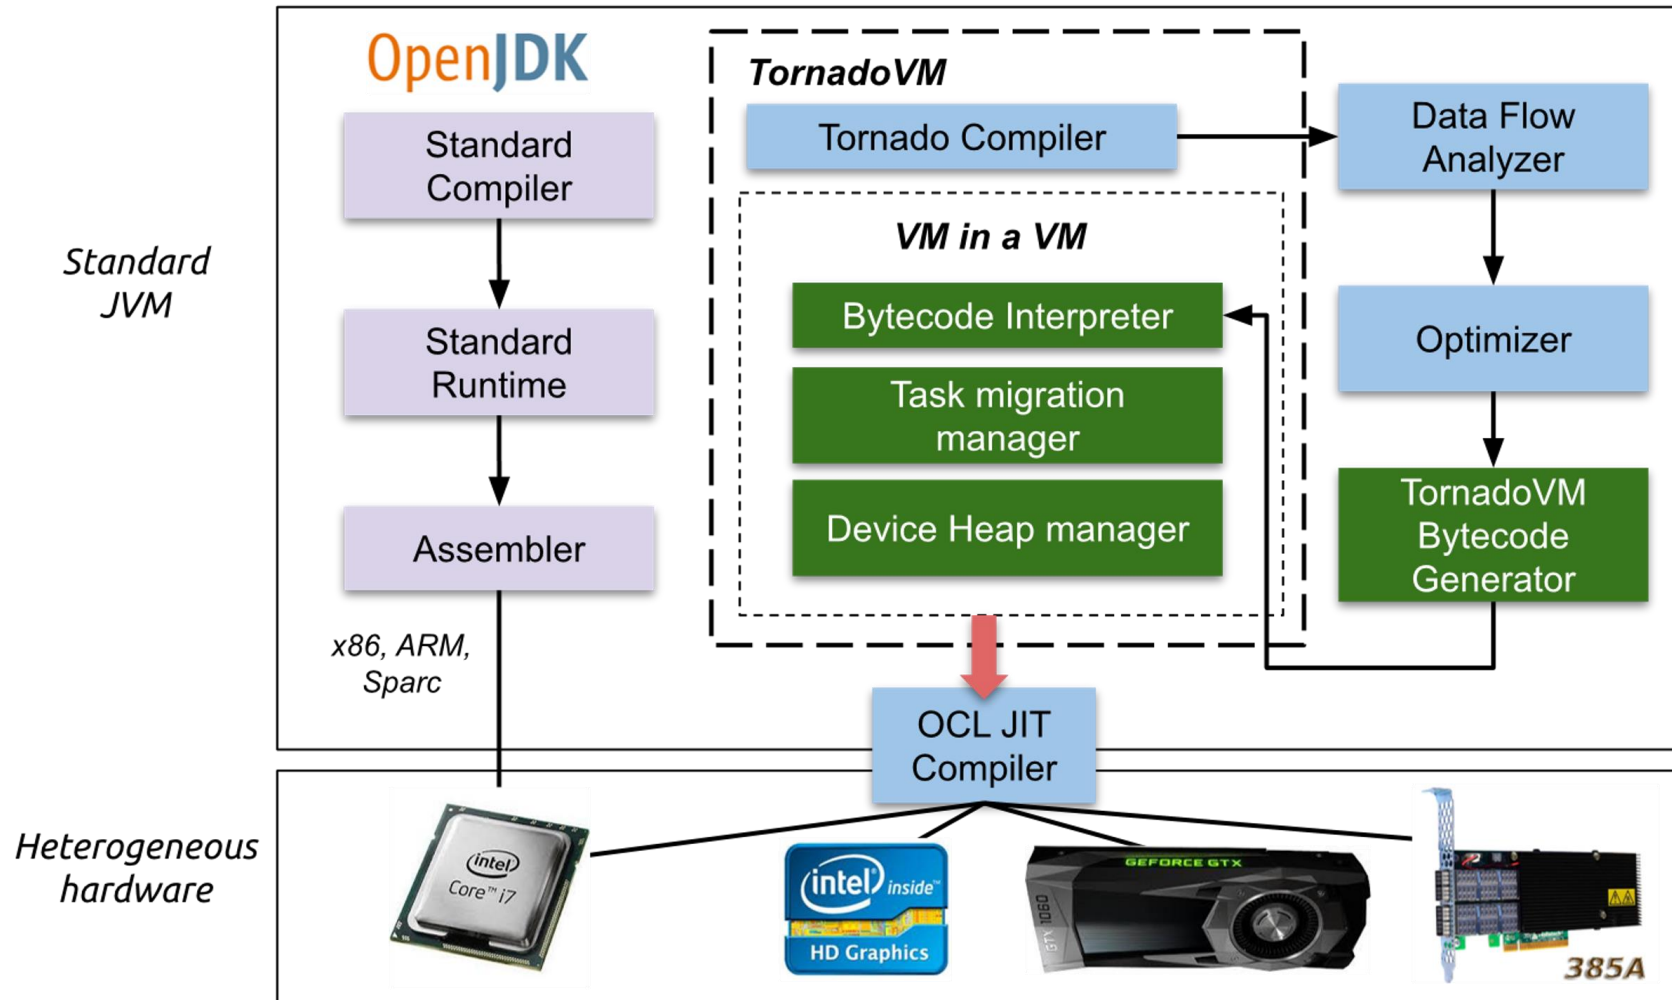 OpenJDK
Standard
Compiler
Standard
Runtime
Assembler
x86, ARM,
Sparc
Standard
JVM
TornadoVM
Tornado Compiler
VM in a VM
Bytecode Interpreter
Task migration
manager
Device Heap manager
Data Flow
Analyzer
Optimizer
TornadoVM
Bytecode
Generator
OCL JIT
Compiler
Heterogeneous
hardware
intel
Core™ i7
intel inside™
HD Graphics
GEFORCE GTX
GTX 1060
385A